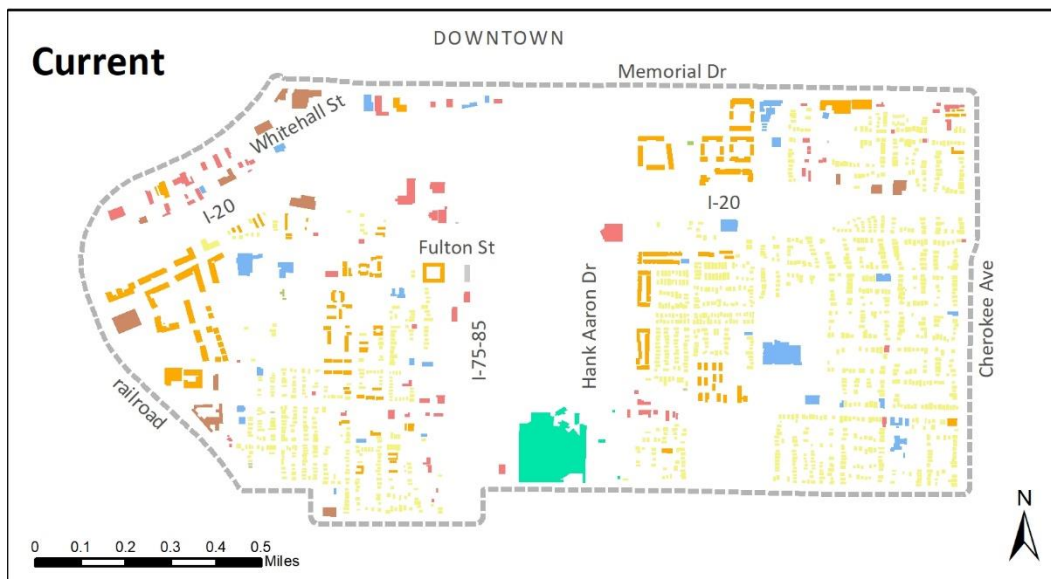 DOWNTOWN
Current
Memorial Dr
Whitehall St
I-20
I-20
Fulton St
Hank Aaron Dr
I-75-85
Cherokee Ave
railroad
N
0 0.1 0.2 0.3 0.4 0.5
Miles